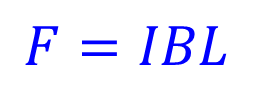 F = IBL